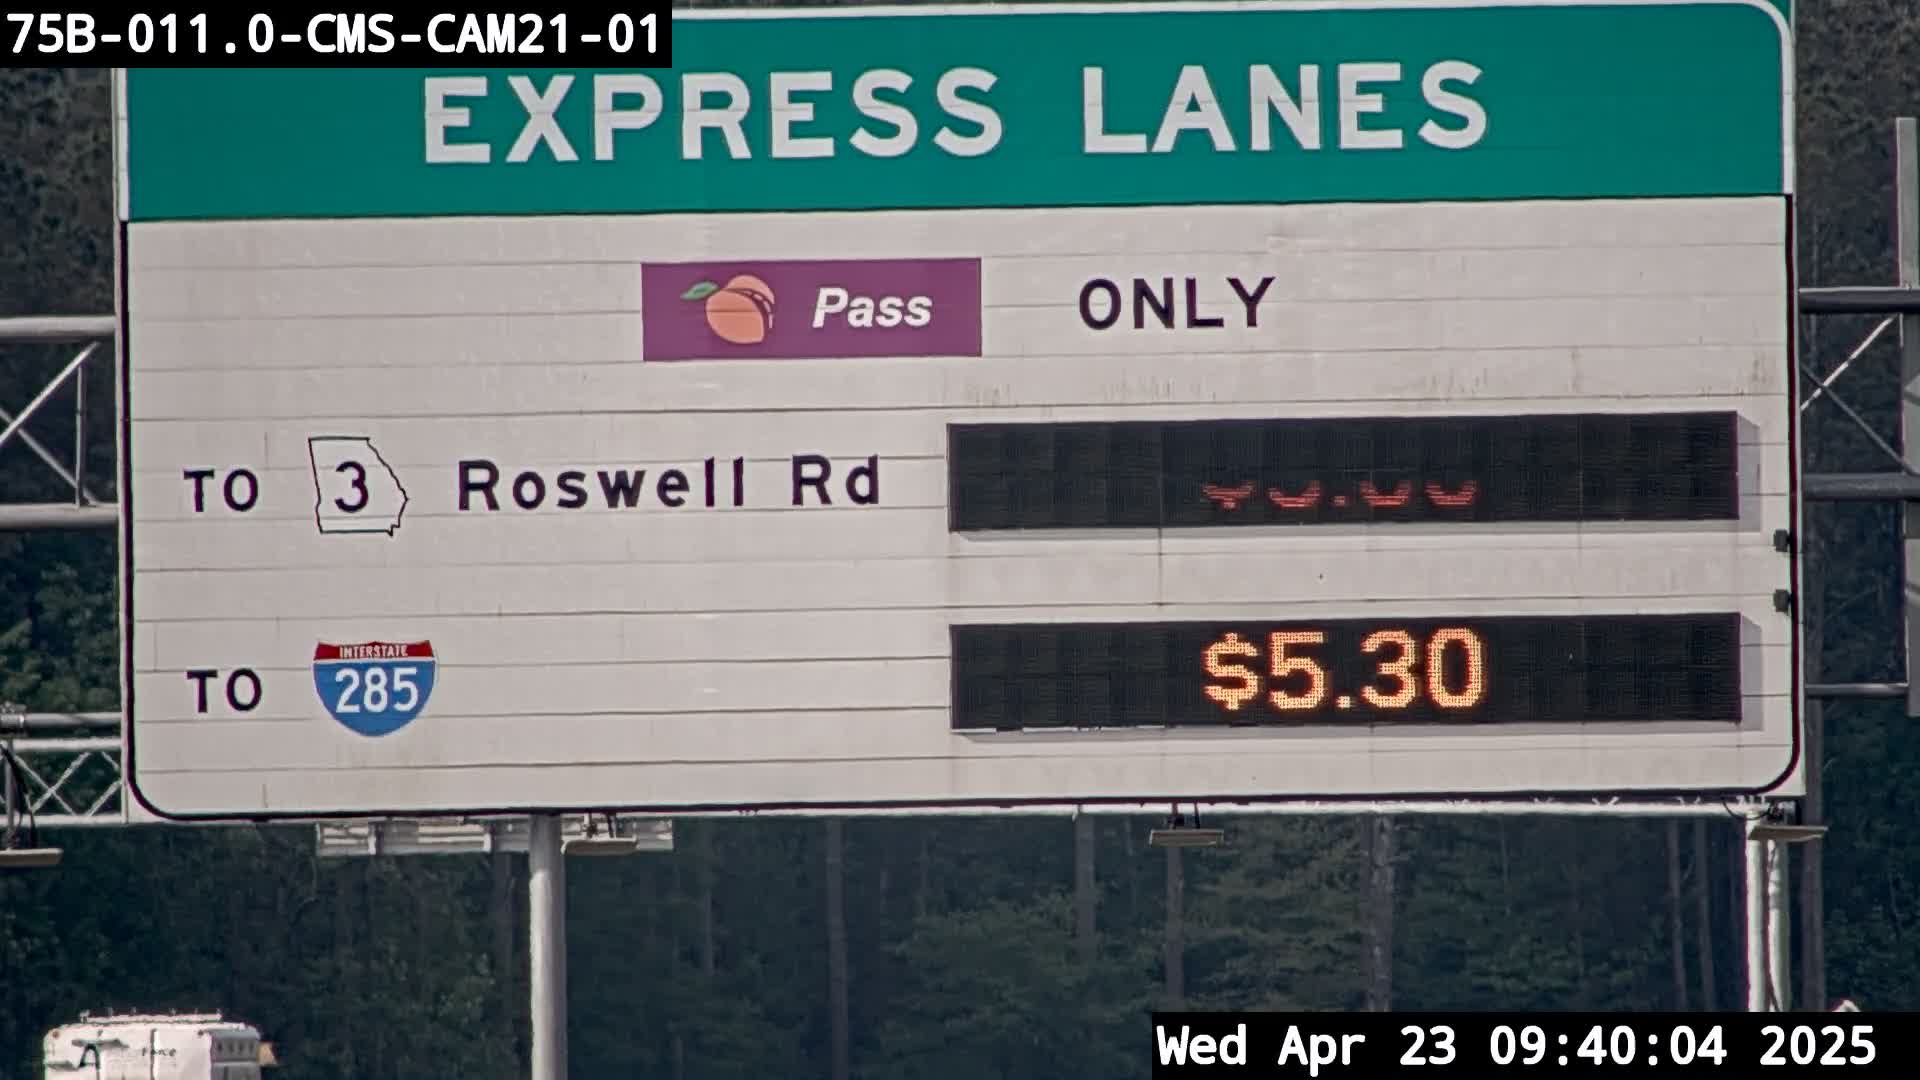 75B-011.0-CMS-CAM21-01
EXPRESS LANES
Pass ONLY
TO 3 Roswell Rd
TO INTERSTATE 285 $5.30
Wed Apr 23 09:40:04 2025